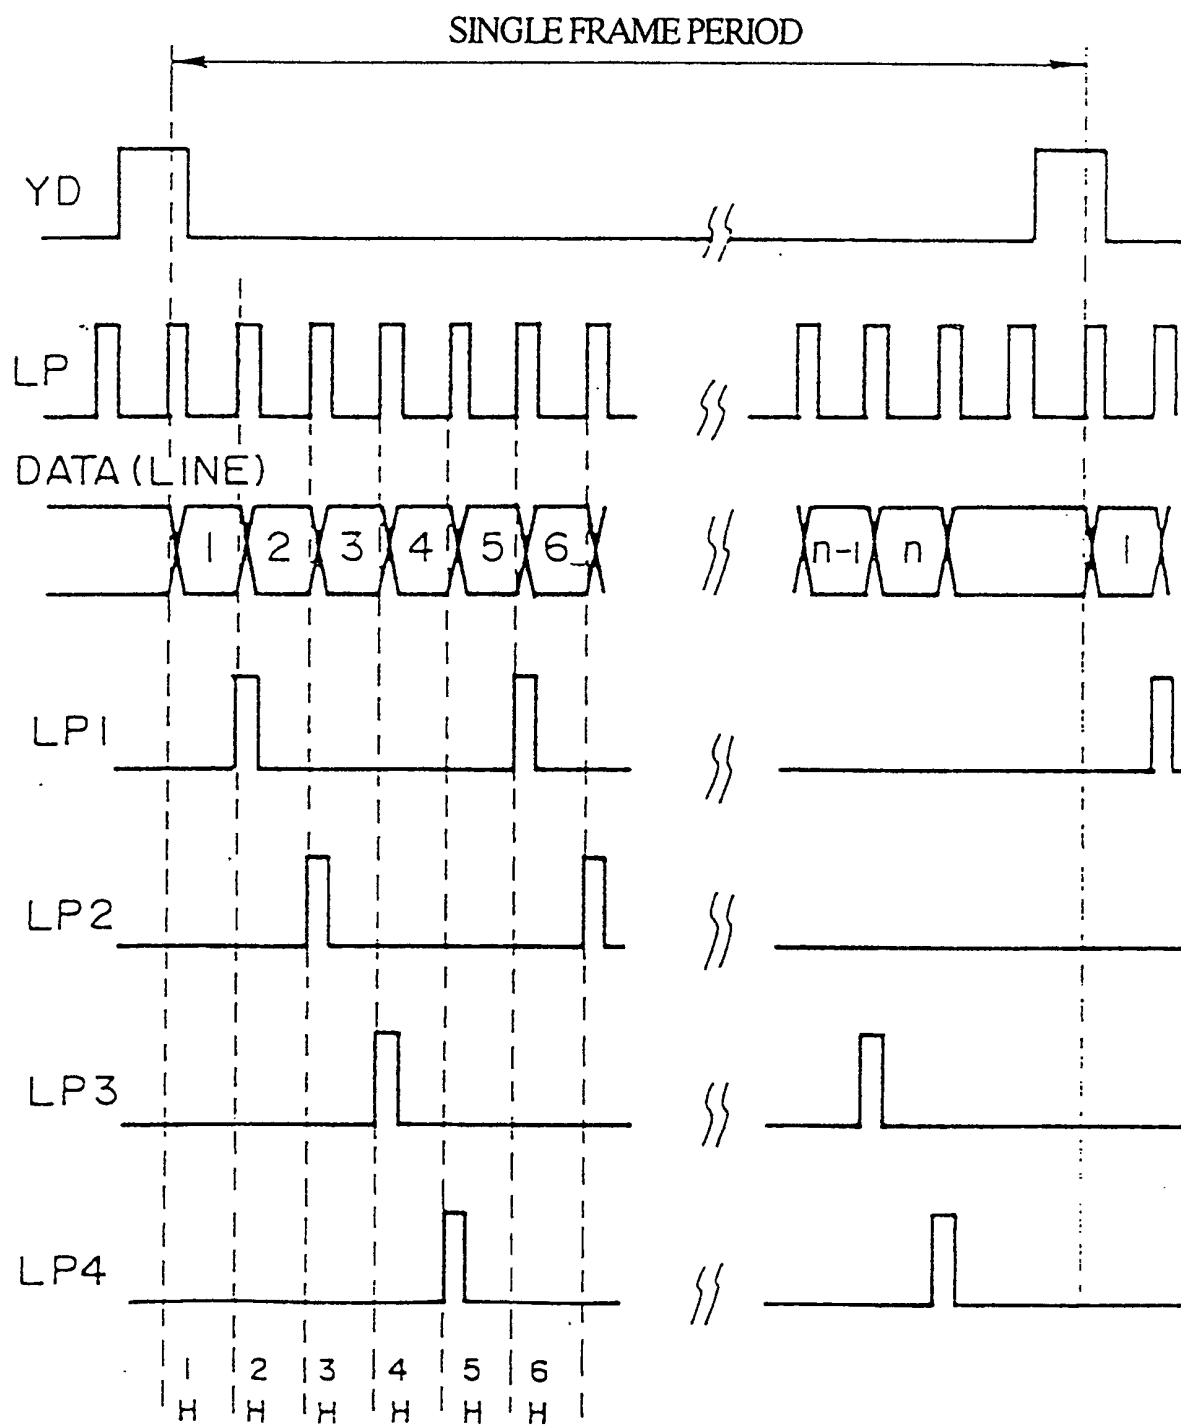 SINGLE FRAME PERIOD
YD
LP
DATA (LINE)
1 2 3 4 5 6 n-1 n 1
LP1
LP2
LP3
LP4
1 2 3 4 5 6
H H H H H H